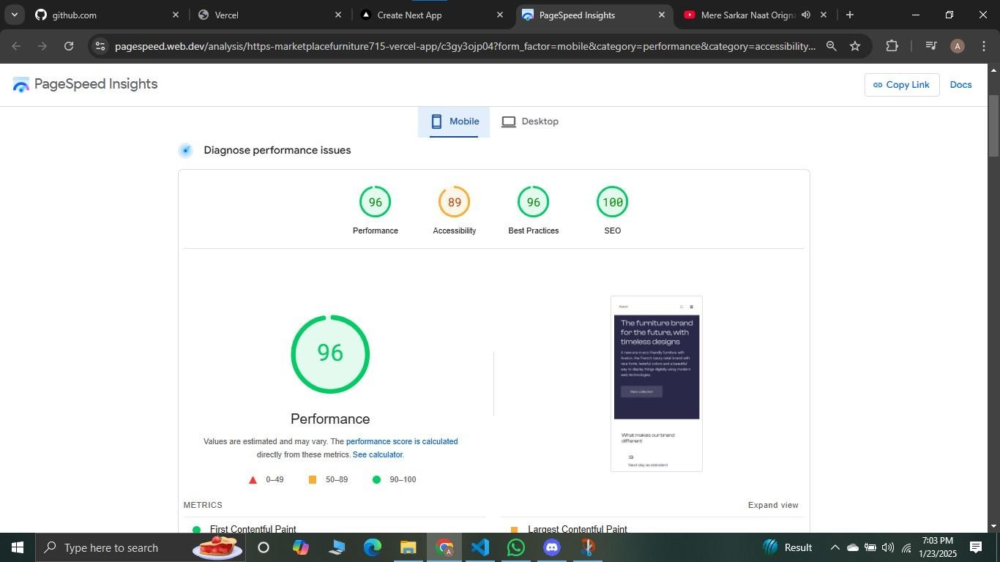 github.com
Vercel
Create Next App
PageSpeed Insights
Mere Sarkar Naat Origna
pagespeed.web.dev/analysis/https-marketplacefurniture715-vercel-app/c3gy3ojp04?form_factor=mobile&category=performance&category=accessibility...
A
PageSpeed Insights
Copy Link
Docs
Mobile
Desktop
Diagnose performance issues
96
89
96
100
Performance
Accessibility
Best Practices
SEO
96
Performance
Values are estimated and may vary. The performance score is calculated
directly from these metrics. See calculator.
0–49
50–89
90–100
Avion
The furniture brand
for the future, with
timeless designs
A new era in eco friendly furniture with
Avelon, the French luxury retail brand with
nice fonts, tasteful colors and a beautiful
way to display things digitally using modern
web technologies.
View collection
What makes our brand
different
Next day as standard
METRICS
Expand view
First Contentful Paint
Largest Contentful Paint
Type here to search
A
Result
7:03 PM
1/23/2025